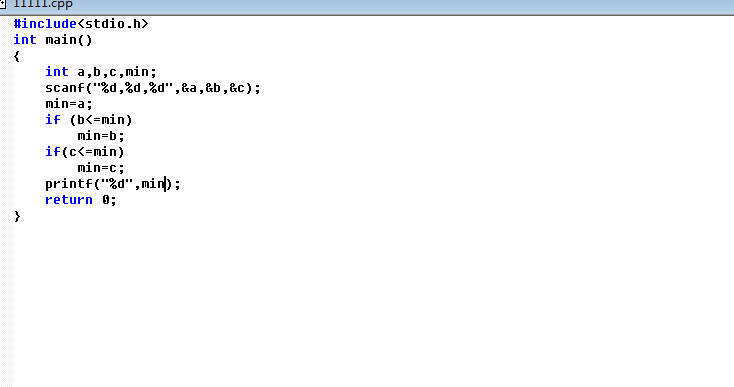 11111.cpp
#include<stdio.h>
int main()
{
    int a,b,c,min;
    scanf("%d,%d,%d",&a,&b,&c);
    min=a;
    if (b<=min)
        min=b;
    if(c<=min)
        min=c;
    printf("%d",min);
    return 0;
}